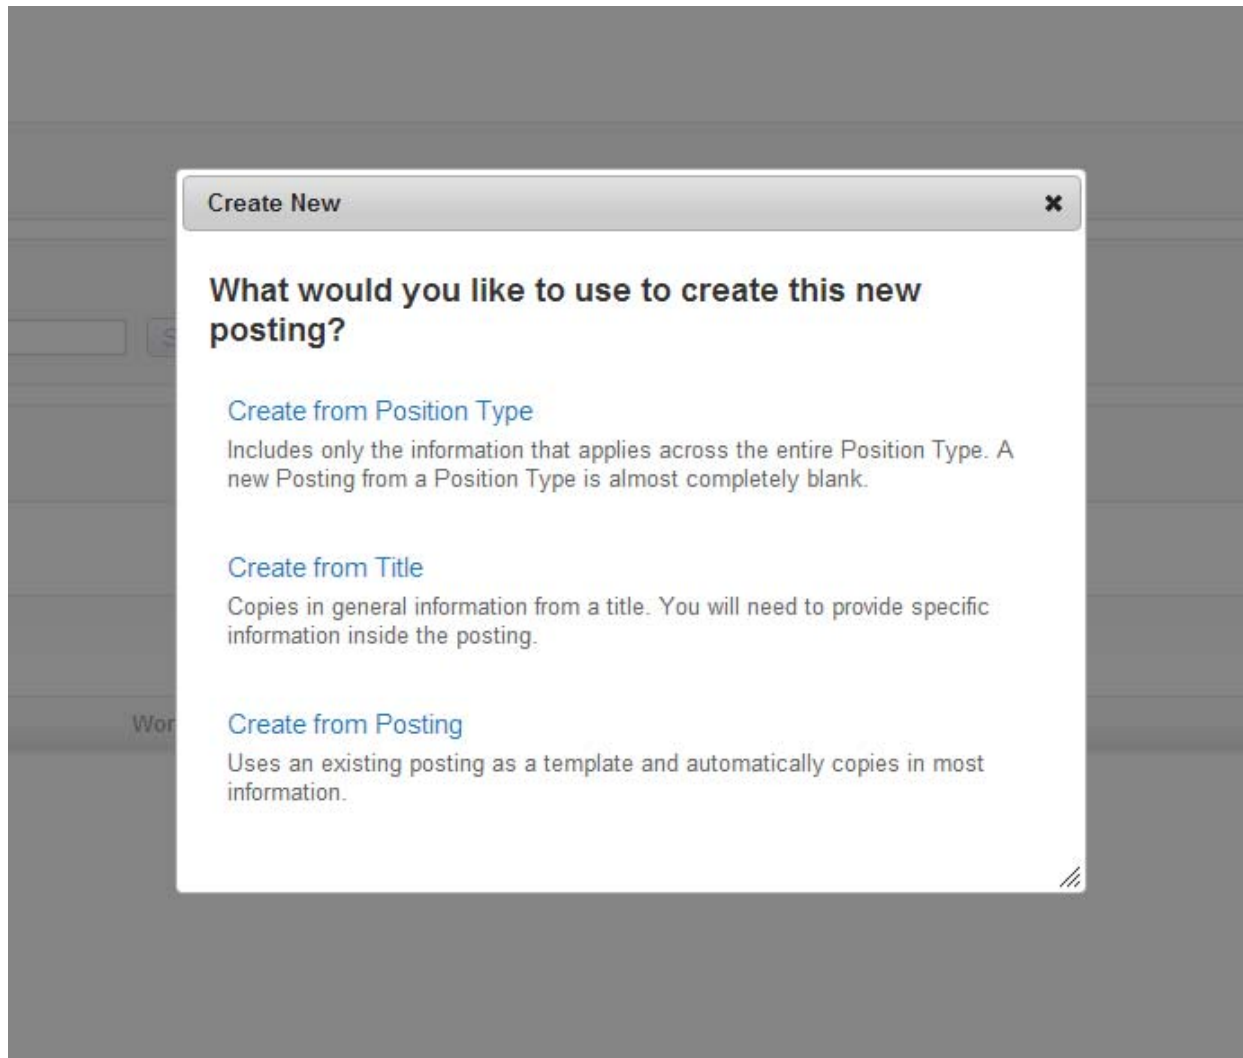 Create New
What would you like to use to create this new
posting?
Create from Position Type
Includes only the information that applies across the entire Position Type. A
new Posting from a Position Type is almost completely blank.
Create from Title
Copies in general information from a title. You will need to provide specific
information inside the posting.
Create from Posting
Uses an existing posting as a template and automatically copies in most
information.